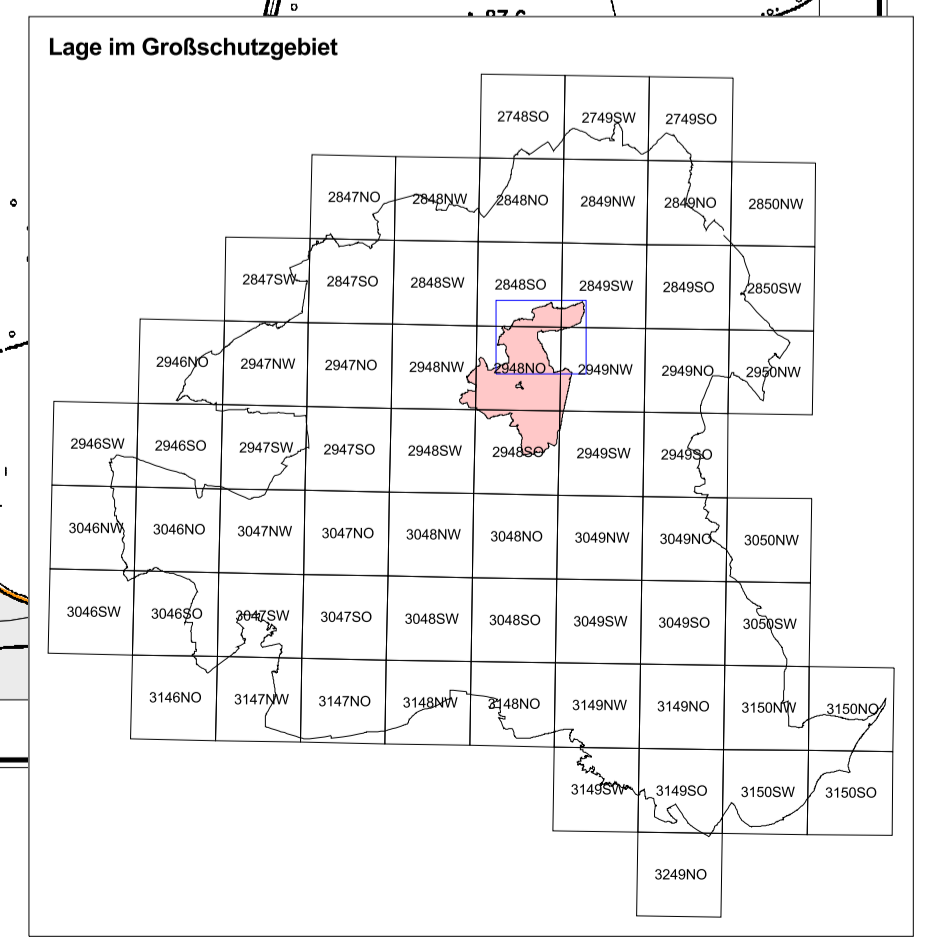 Lage im Großschutzgebiet
2748SO 2749SW 2749SO
2847NO 2848NW 2848NO 2849NW 2849NO 2850NW
2847SW 2847SO 2848SW 2848SO 2849SW 2849SO 2850SW
2946NO 2947NW 2947NO 2948NW 2948NO 2949NW 2949NO 2950NW
2946SW 2946SO 2947SW 2947SO 2948SW 2948SO 2949SW 2949SO
3046NW 3046NO 3047NW 3047NO 3048NW 3048NO 3049NW 3049NO 3050NW
3046SW 3046SO 3047SW 3047SO 3048SW 3048SO 3049SW 3049SO 3050SW
3146NO 3147NW 3147NO 3148NW 3148NO 3149NW 3149NO 3150NW 3150NO
3149SW 3149SO 3150SW 3150SO
3249NO